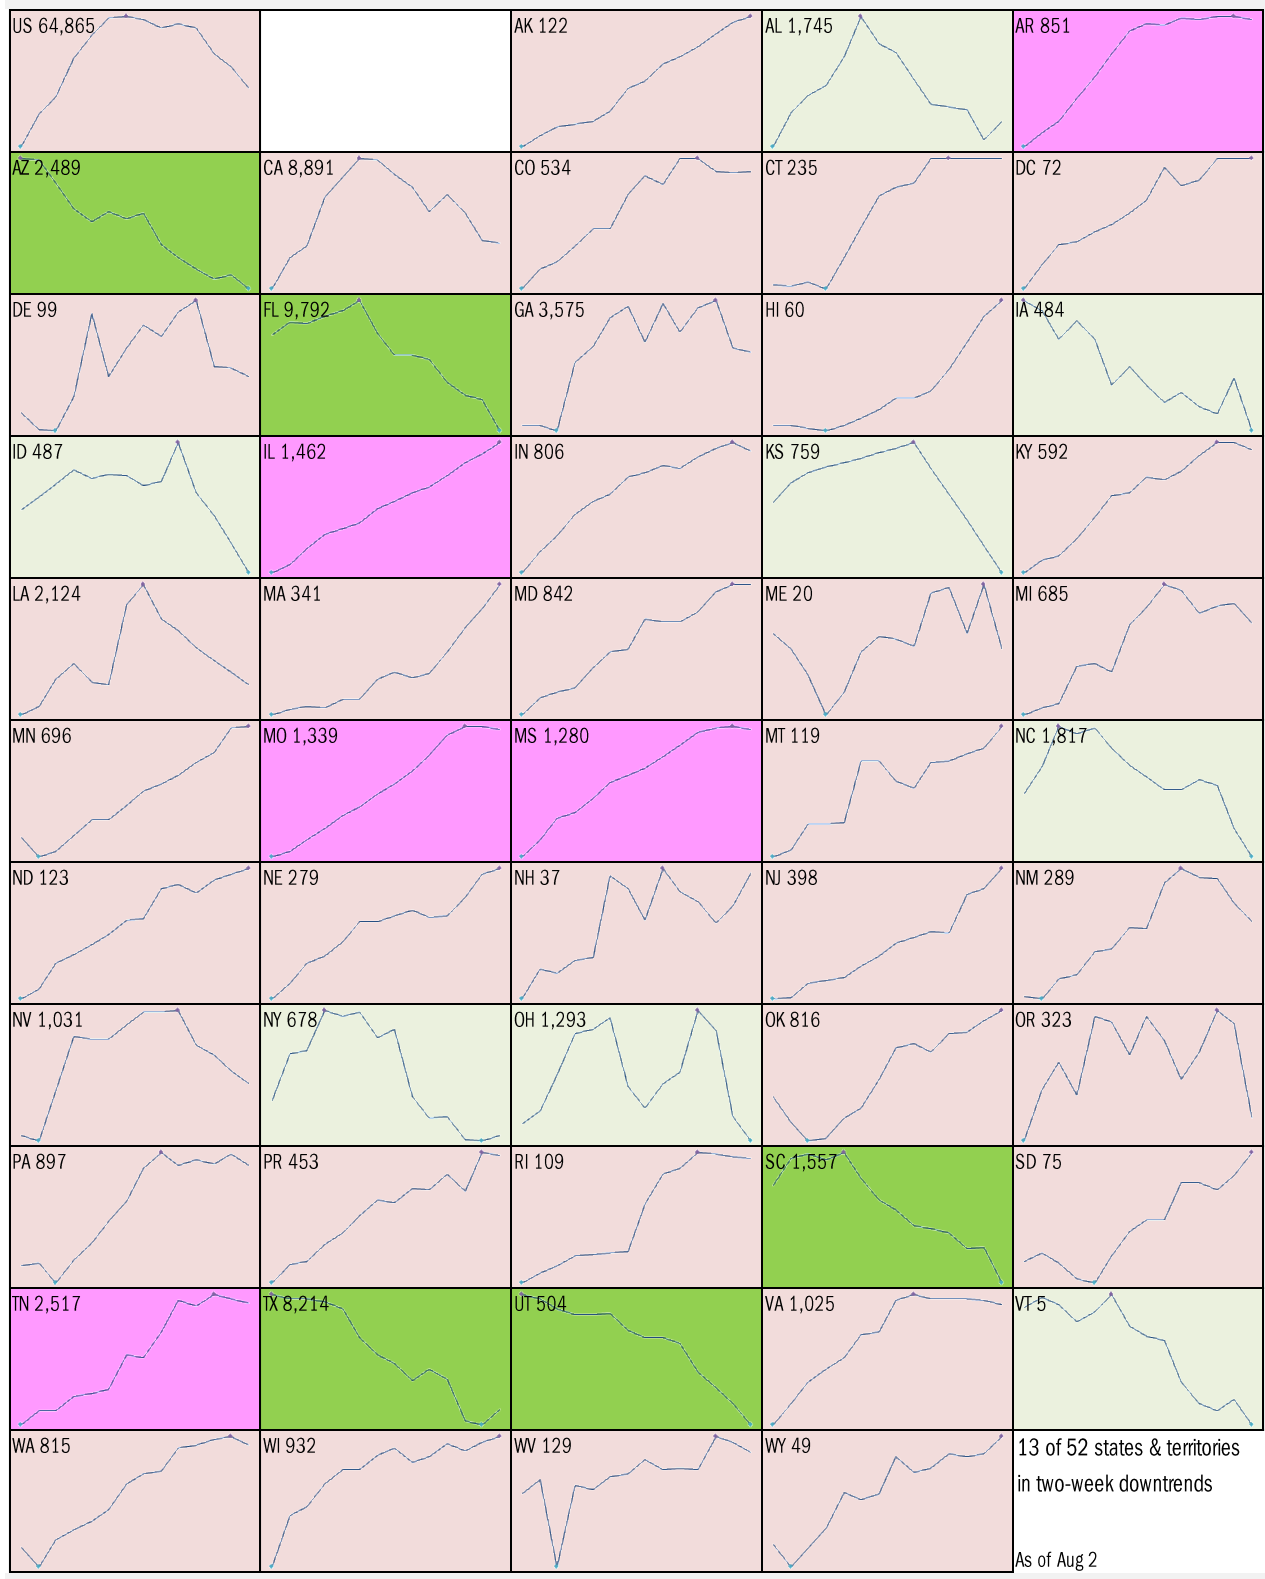 US 64,865
AK 122
AL 1,745
AR 851
AZ 2,489
CA 8,891
CO 534
CT 235
DC 72
DE 99
FL 9,792
GA 3,575
HI 60
IA 484
ID 487
IL 1,462
IN 806
KS 759
KY 592
LA 2,124
MA 341
MD 842
ME 20
MI 685
MN 696
MO 1,339
MS 1,280
MT 119
NC 1,817
ND 123
NE 279
NH 37
NJ 398
NM 289
NV 1,031
NY 678
OH 1,293
OK 816
OR 323
PA 897
PR 453
RI 109
SC 1,557
SD 75
TN 2,517
TX 8,214
UT 504
VA 1,025
VT 5
WA 815
WI 932
WV 129
WY 49
13 of 52 states & territories
in two-week downtrends
As of Aug 2